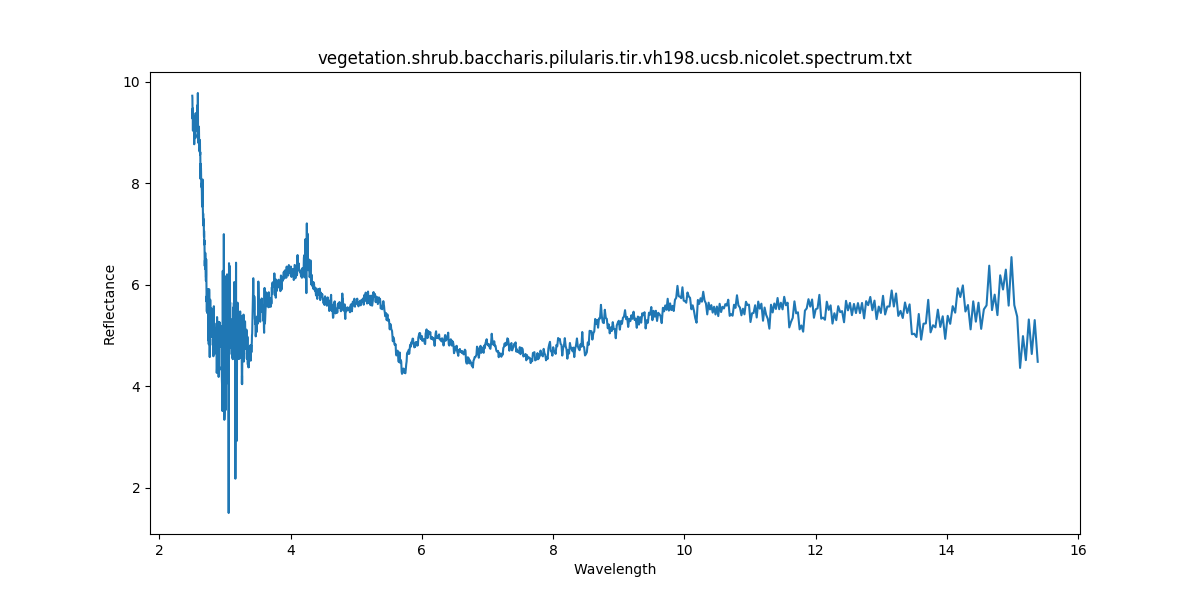 vegetation.shrub.baccharis.pilularis.tir.vh198.ucsb.nicolet.spectrum.txt
10
8
6
4
2
Reflectance
2 4 6 8 10 12 14 16
Wavelength